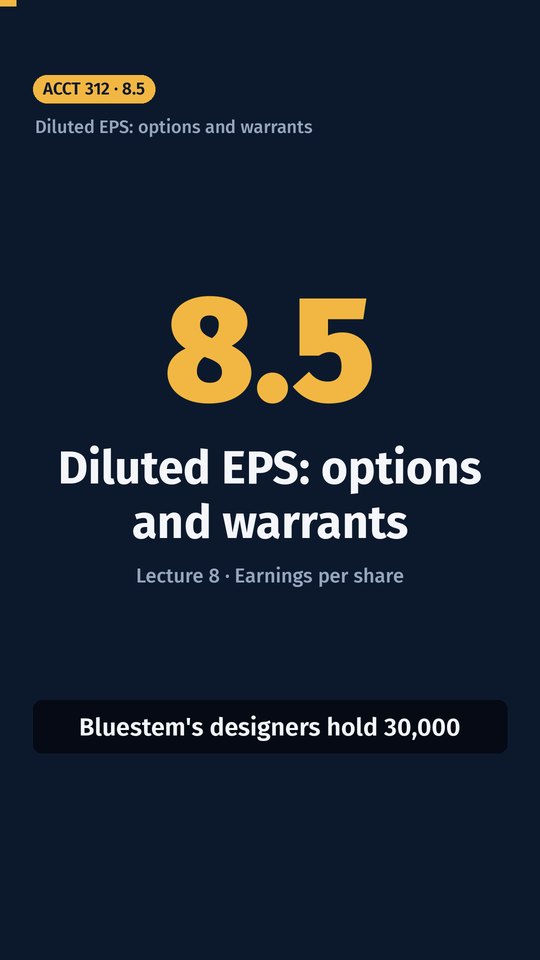 ACCT 312 · 8.5
Diluted EPS: options and warrants
8.5
Diluted EPS: options
and warrants
Lecture 8 · Earnings per share
Bluestem's designers hold 30,000